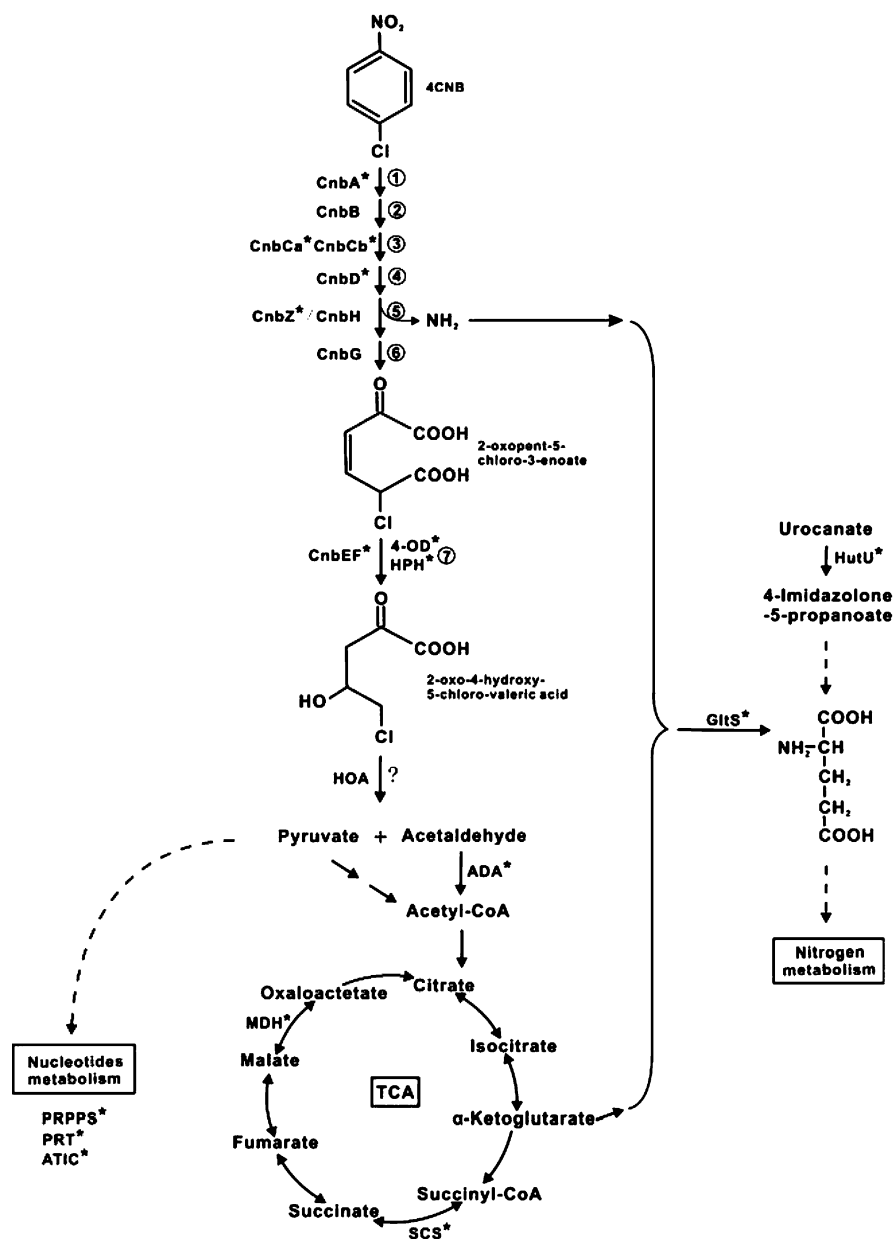 NO₂
4CNB
Cl
CnbA* ①
CnbB ②
CnbCa* CnbCb* ③
CnbD* ④
CnbZ* / CnbH ⑤ NH₂
CnbG ⑥
O
COOH
2-oxopent-5-
chloro-3-enoate
COOH
Cl
CnbEF* 4-OD*
HPH* ⑦
O
COOH
2-oxo-4-hydroxy-
5-chloro-valeric acid
HO
Cl
HOA ?
Pyruvate + Acetaldehyde
ADA*
Acetyl-CoA
Citrate
Oxaloactetate
MDH*
Malate
Isocitrate
TCA
α-Ketoglutarate
Fumarate
Succinyl-CoA
Succinate
SCS*
Nucleotides
metabolism
PRPPS*
PRT*
ATIC*
GltS*
Urocanate
HutU*
4-Imidazolone
-5-propanoate
COOH
NH₂-CH
CH₂
CH₂
COOH
Nitrogen
metabolism